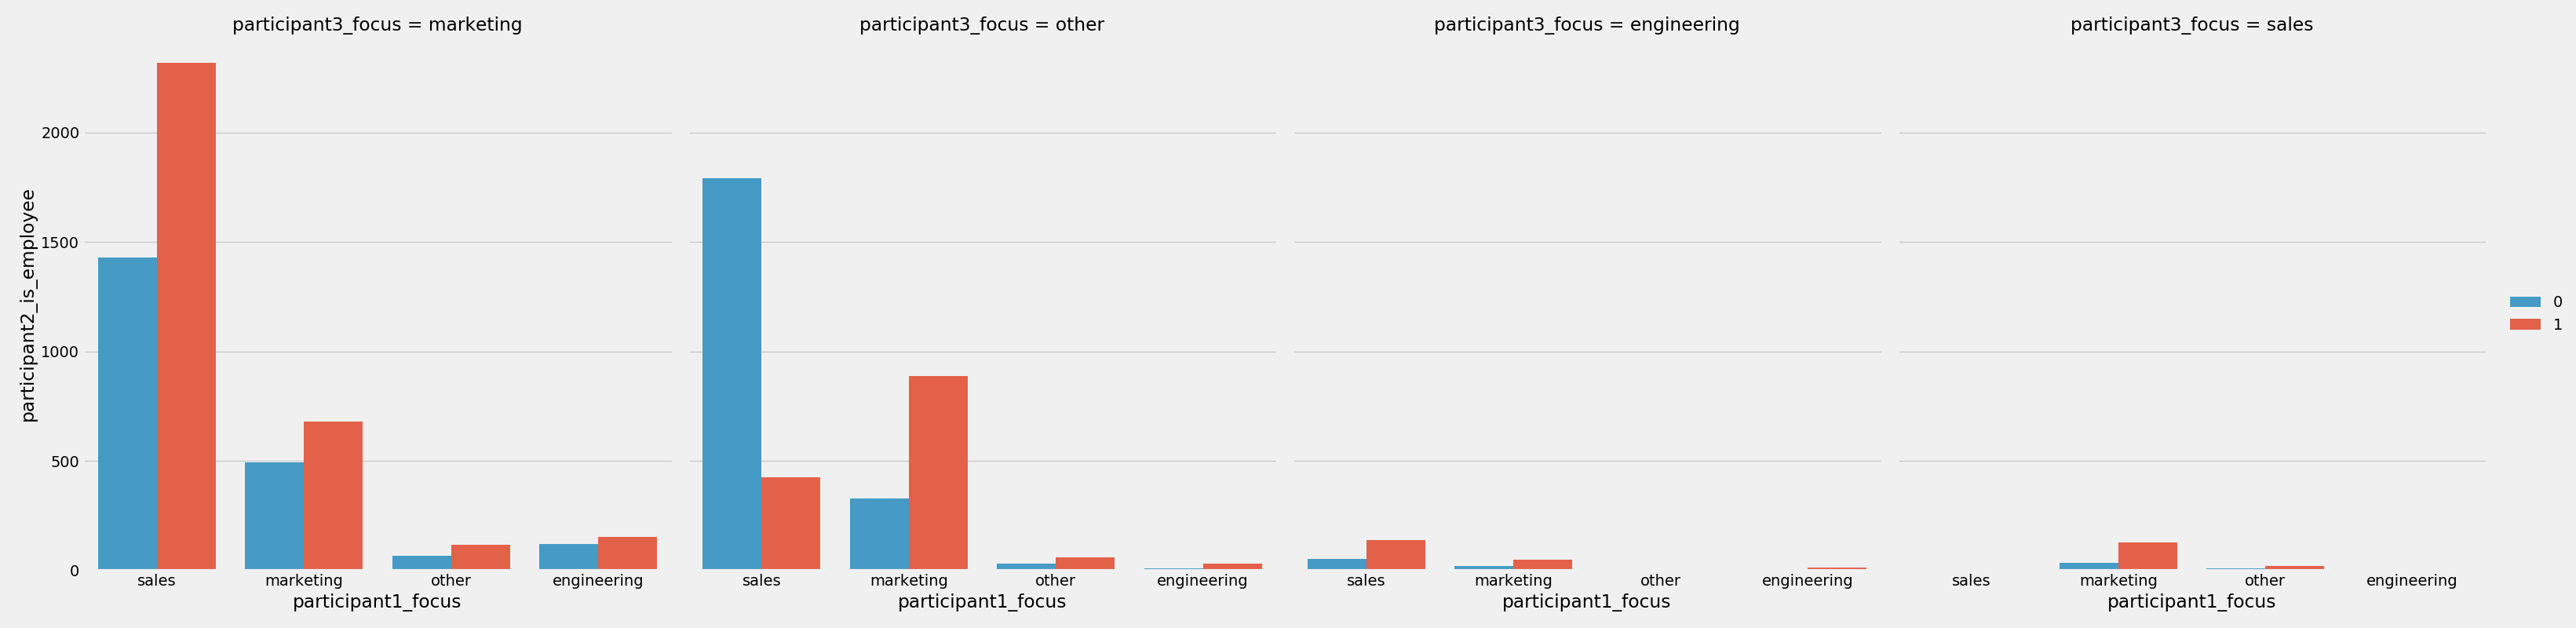 participant3_focus = marketing
participant3_focus = other
participant3_focus = engineering
participant3_focus = sales
participant2_is_employee
2000
1500
1000
500
0
sales marketing other engineering
participant1_focus
sales marketing other engineering
participant1_focus
sales marketing other engineering
participant1_focus
sales marketing other engineering
participant1_focus
0
1